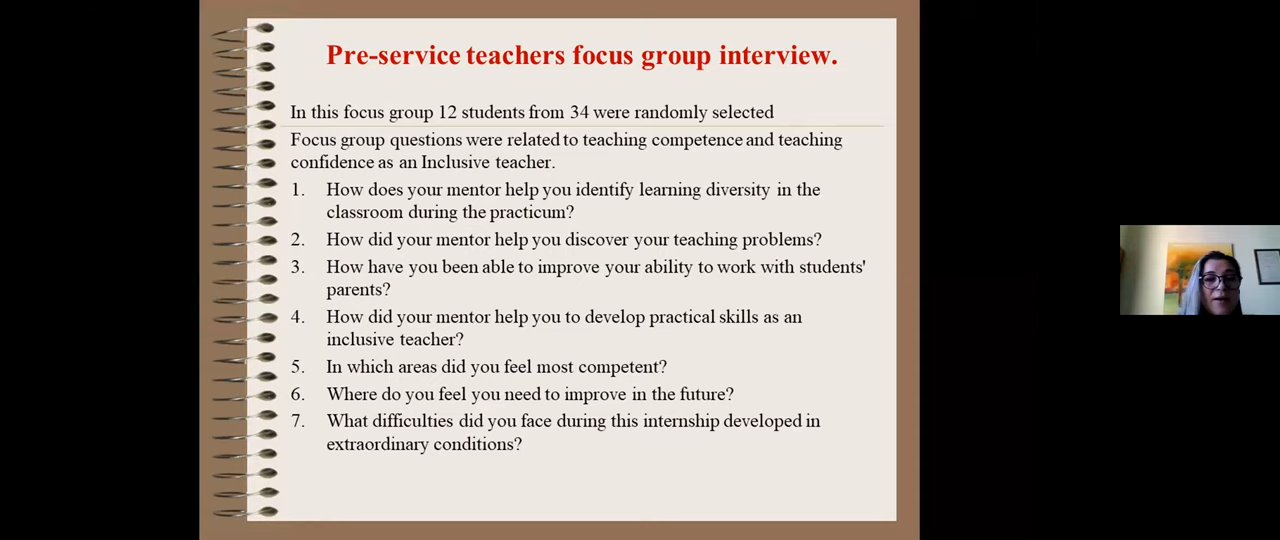 Pre-service teachers focus group interview.
In this focus group 12 students from 34 were randomly selected
Focus group questions were related to teaching competence and teaching
confidence as an Inclusive teacher.
1. How does your mentor help you identify learning diversity in the
classroom during the practicum?
2. How did your mentor help you discover your teaching problems?
3. How have you been able to improve your ability to work with students'
parents?
4. How did your mentor help you to develop practical skills as an
inclusive teacher?
5. In which areas did you feel most competent?
6. Where do you feel you need to improve in the future?
7. What difficulties did you face during this internship developed in
extraordinary conditions?